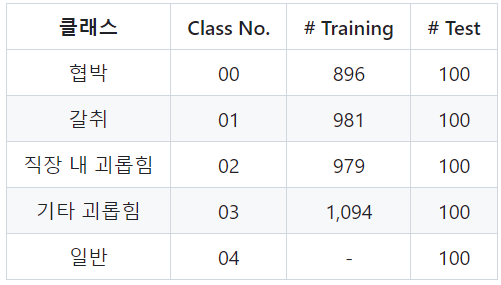 클래스 Class No. # Training # Test
협박 00 896 100
갈취 01 981 100
직장 내 괴롭힘 02 979 100
기타 괴롭힘 03 1,094 100
일반 04 - 100